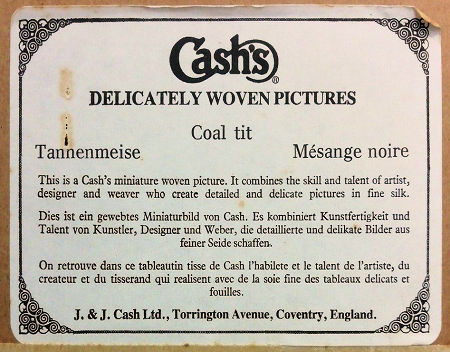 Cash's®
DELICATELY WOVEN PICTURES
Coal tit
Tannenmeise Mésange noire
This is a Cash's miniature woven picture. It combines the skill and talent of artist,
designer and weaver who create detailed and delicate pictures in fine silk.
Dies ist ein gewebtes Miniaturbild von Cash. Es kombiniert Kunstfertigkeit und
Talent von Kunstler, Designer und Weber, die detaillierte und delikate Bilder aus
feiner Seide schaffen.
On retrouve dans ce tableautin tisse de Cash l'habilete et le talent de l'artiste, du
createur et du tisserand qui realisent avec de la soie fine des tableaux delicats et
fouilles.
J. & J. Cash Ltd., Torrington Avenue, Coventry, England.